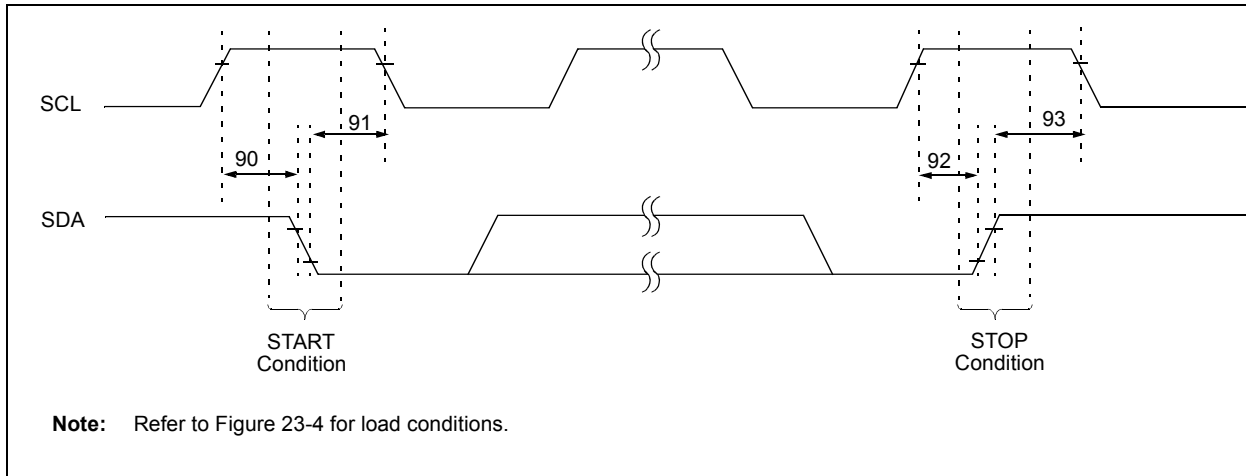 SCL
91
93
90
92
SDA
START
Condition
STOP
Condition
Note: Refer to Figure 23-4 for load conditions.